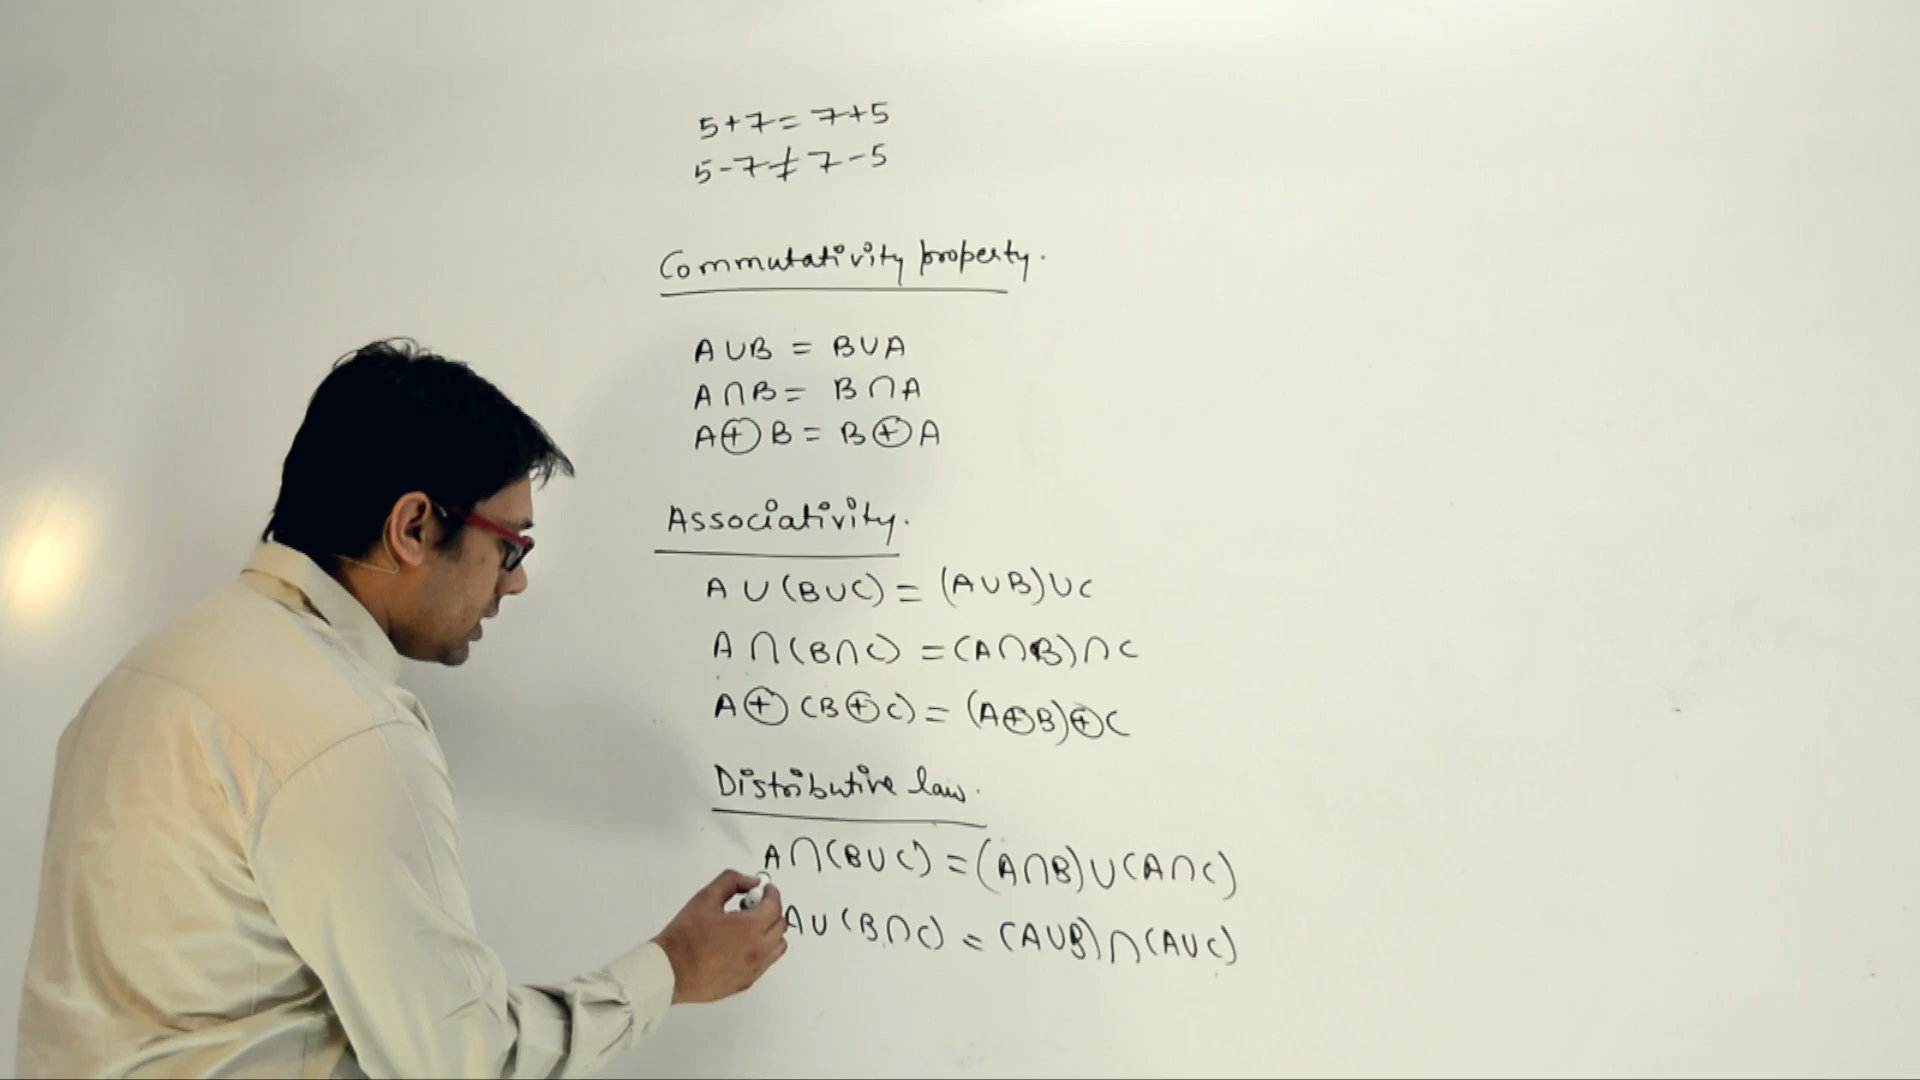 5+7=7+5
5-7≠7-5
Commutativity property.
A∪B = B∪A
A∩B = B∩A
A⊕B = B⊕A
Associativity.
A∪(B∪C) = (A∪B)∪C
A∩(B∩C) = (A∩B)∩C
A⊕(B⊕C) = (A⊕B)⊕C
Distributive law.
A∩(B∪C) = (A∩B)∪(A∩C)
A∪(B∩C) = (A∪B)∩(A∪C)